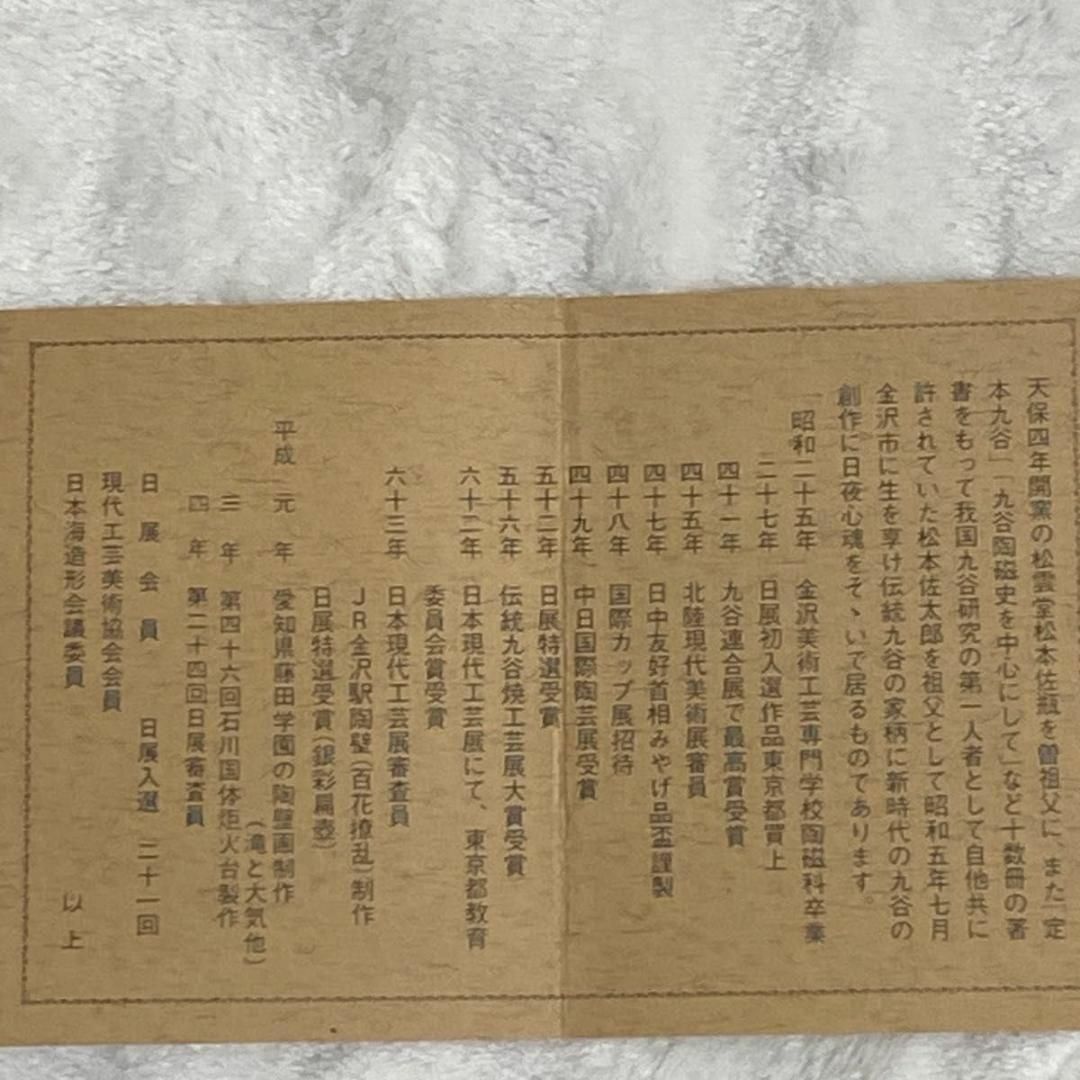 天保四年開窯の松雲堂松本佐瓶を曽祖父に、また「定
本九谷」「九谷陶磁史を中心にして」など十数冊の著
書をもって我国九谷研究の第一人者として自他共に
許されていた松本佐太郎を祖父として昭和五年七月
金沢市に生を享け伝統九谷の家柄に新時代の九谷の
創作に日夜心魂をそゝいで居るものであります。
昭和二十五年 金沢美術工芸専門学校陶磁科卒業
二十七年 日展初入選作品東京都買上
四十一年 九谷連合展で最高賞受賞
四十五年 北陸現代美術展審員
四十七年 日中友好首相みやげ品盃謹製
四十八年 国際カップ展招待
四十九年 中日国際陶芸展受賞
五十二年 日展特選受賞
五十六年 伝統九谷焼工芸展大賞受賞
六十二年 日本現代工芸展にて、東京都教育
委員会賞受賞
六十三年 日本現代工芸展審査員
JR金沢駅陶壁(百花撩乱)制作
日展特選受賞(銀彩扁壺)
平成元年 愛知県藤田学園の陶壁画制作
(滝と大気他)
三年 第四十六回石川国体炬火台製作
四年 第二十四回日展審査員
日展会員 日展入選 二十一回
現代工芸美術協会会員
日本海造形会議委員
以上